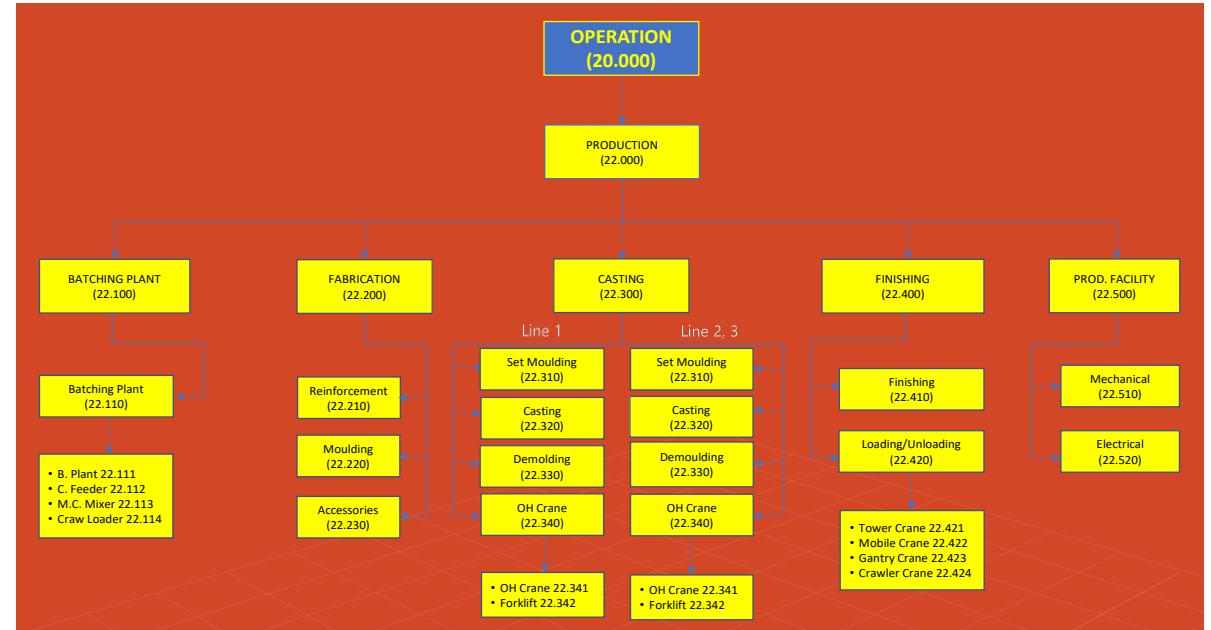 OPERATION
(20.000)
PRODUCTION
(22.000)
BATCHING PLANT
(22.100)
FABRICATION
(22.200)
CASTING
(22.300)
FINISHING
(22.400)
PROD. FACILITY
(22.500)
Line 1
Line 2, 3
Batching Plant
(22.110)
• B. Plant 22.111
• C. Feeder 22.112
• M.C. Mixer 22.113
• Craw Loader 22.114
Reinforcement
(22.210)
Moulding
(22.220)
Accessories
(22.230)
Set Moulding
(22.310)
Casting
(22.320)
Demolding
(22.330)
OH Crane
(22.340)
• OH Crane 22.341
• Forklift 22.342
Set Moulding
(22.310)
Casting
(22.320)
Demoulding
(22.330)
OH Crane
(22.340)
• OH Crane 22.341
• Forklift 22.342
Finishing
(22.410)
Loading/Unloading
(22.420)
• Tower Crane 22.421
• Mobile Crane 22.422
• Gantry Crane 22.423
• Crawler Crane 22.424
Mechanical
(22.510)
Electrical
(22.520)